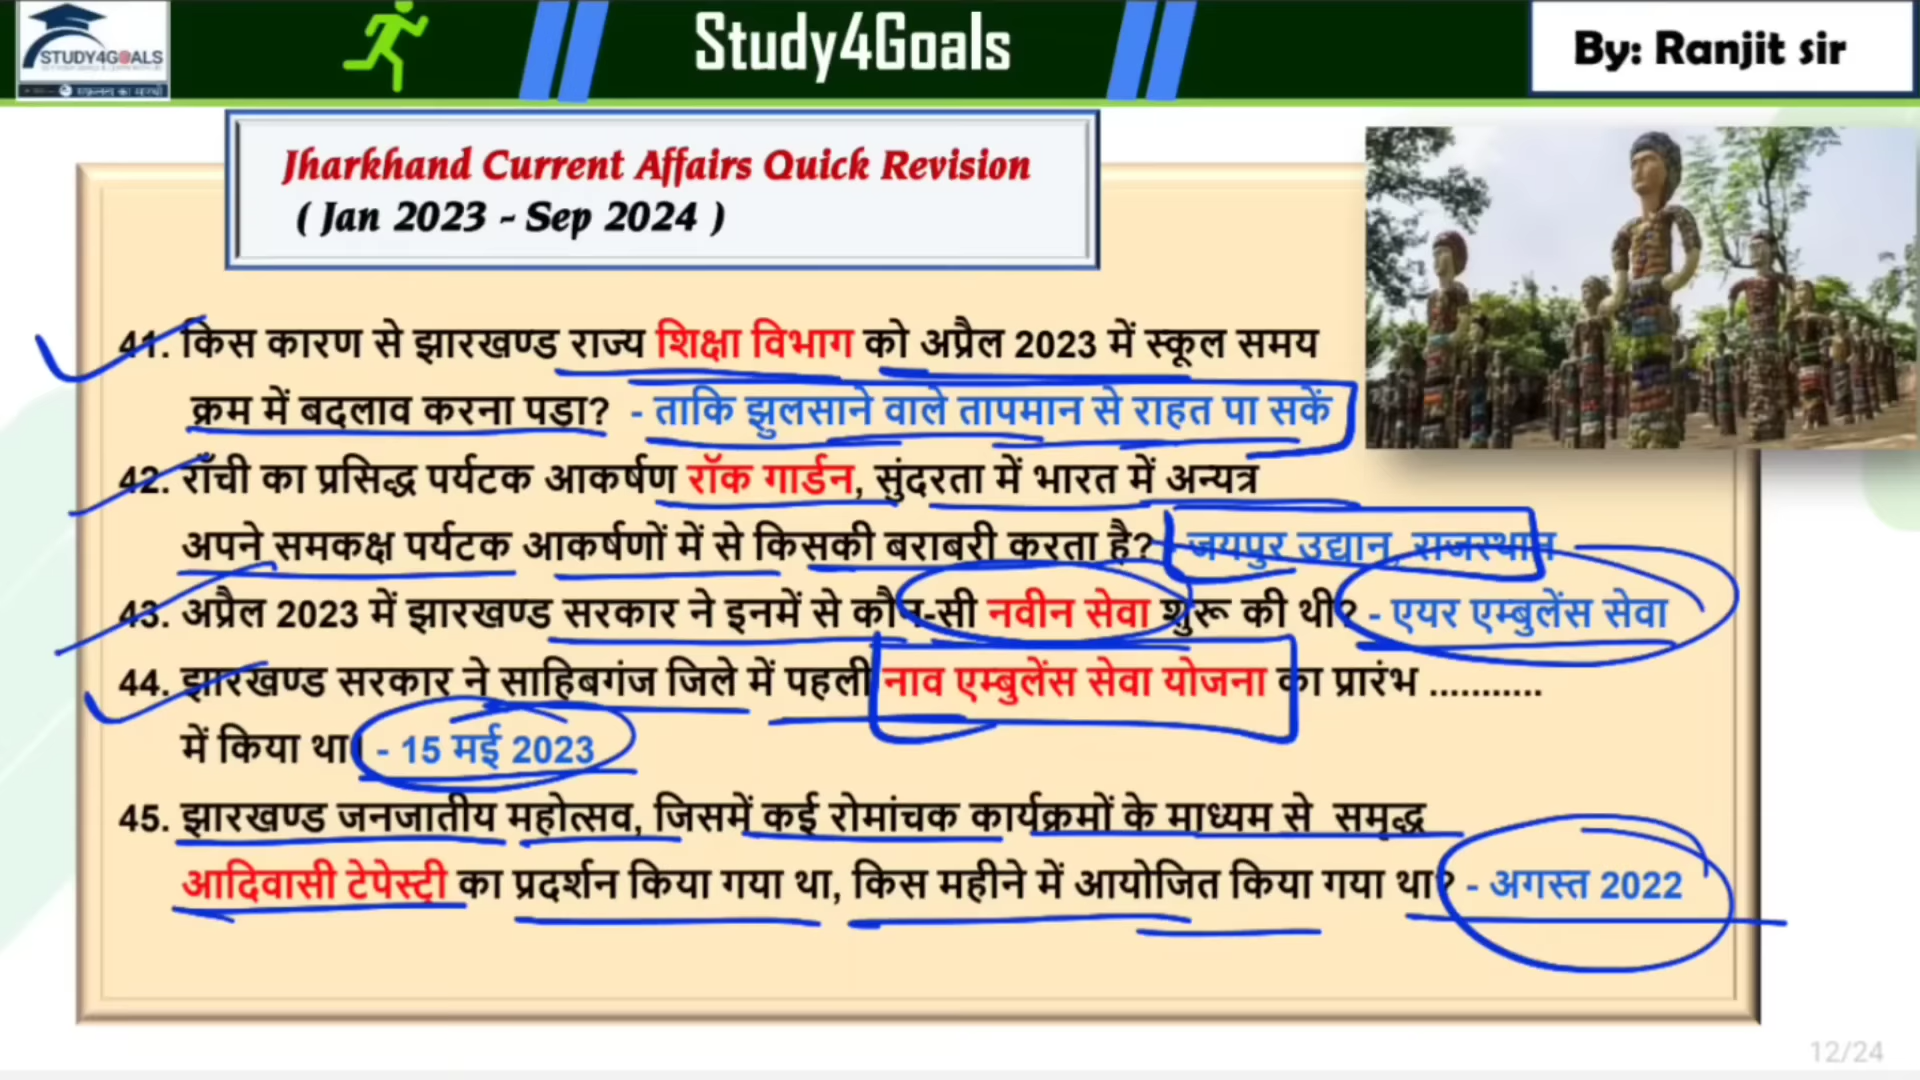 STUDY4GOALS
Study4Goals
By: Ranjit sir
Jharkhand Current Affairs Quick Revision
( Jan 2023 - Sep 2024 )
41. किस कारण से झारखण्ड राज्य शिक्षा विभाग को अप्रैल 2023 में स्कूल समय
क्रम में बदलाव करना पड़ा? - ताकि झुलसाने वाले तापमान से राहत पा सकें
42. राँची का प्रसिद्ध पर्यटक आकर्षण रॉक गार्डन, सुंदरता में भारत में अन्यत्र
अपने समकक्ष पर्यटक आकर्षणों में से किसकी बराबरी करता है? - जयपुर उद्यान, राजस्थान
43. अप्रैल 2023 में झारखण्ड सरकार ने इनमें से कौन-सी नवीन सेवा शुरू की थी? - एयर एम्बुलेंस सेवा
44. झारखण्ड सरकार ने साहिबगंज जिले में पहली नाव एम्बुलेंस सेवा योजना का प्रारंभ ...........
में किया था - 15 मई 2023
45. झारखण्ड जनजातीय महोत्सव, जिसमें कई रोमांचक कार्यक्रमों के माध्यम से समृद्ध
आदिवासी टेपेस्ट्री का प्रदर्शन किया गया था, किस महीने में आयोजित किया गया था? - अगस्त 2022
12/24